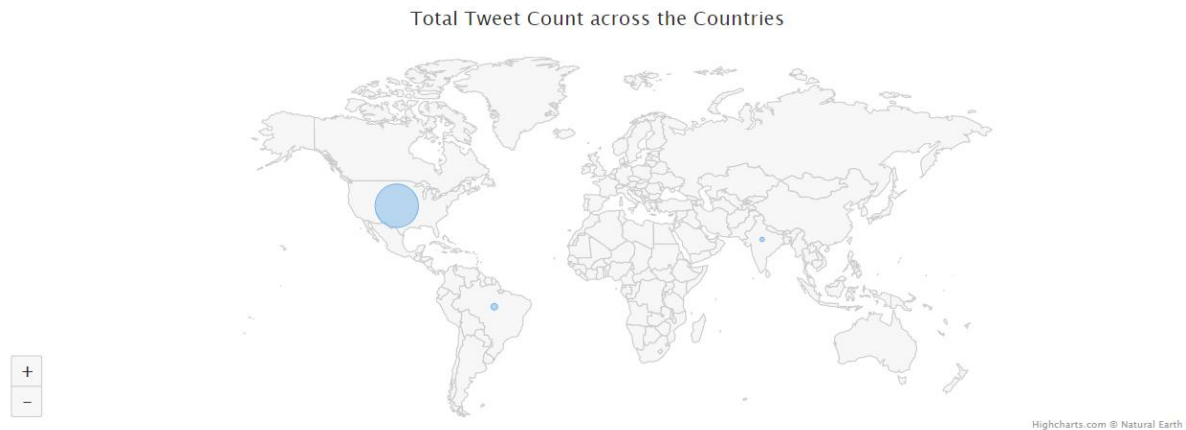 Total Tweet Count across the Countries
+
−
Highcharts.com © Natural Earth